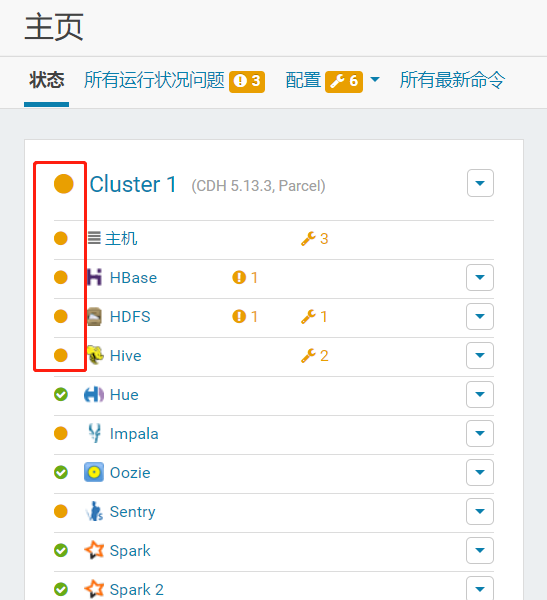 主页
状态 所有运行状况问题 3 配置 6 所有最新命令
Cluster 1 (CDH 5.13.3, Parcel)
主机 3
HBase 1
HDFS 1 1
Hive 2
Hue
Impala
Oozie
Sentry
Spark
Spark 2